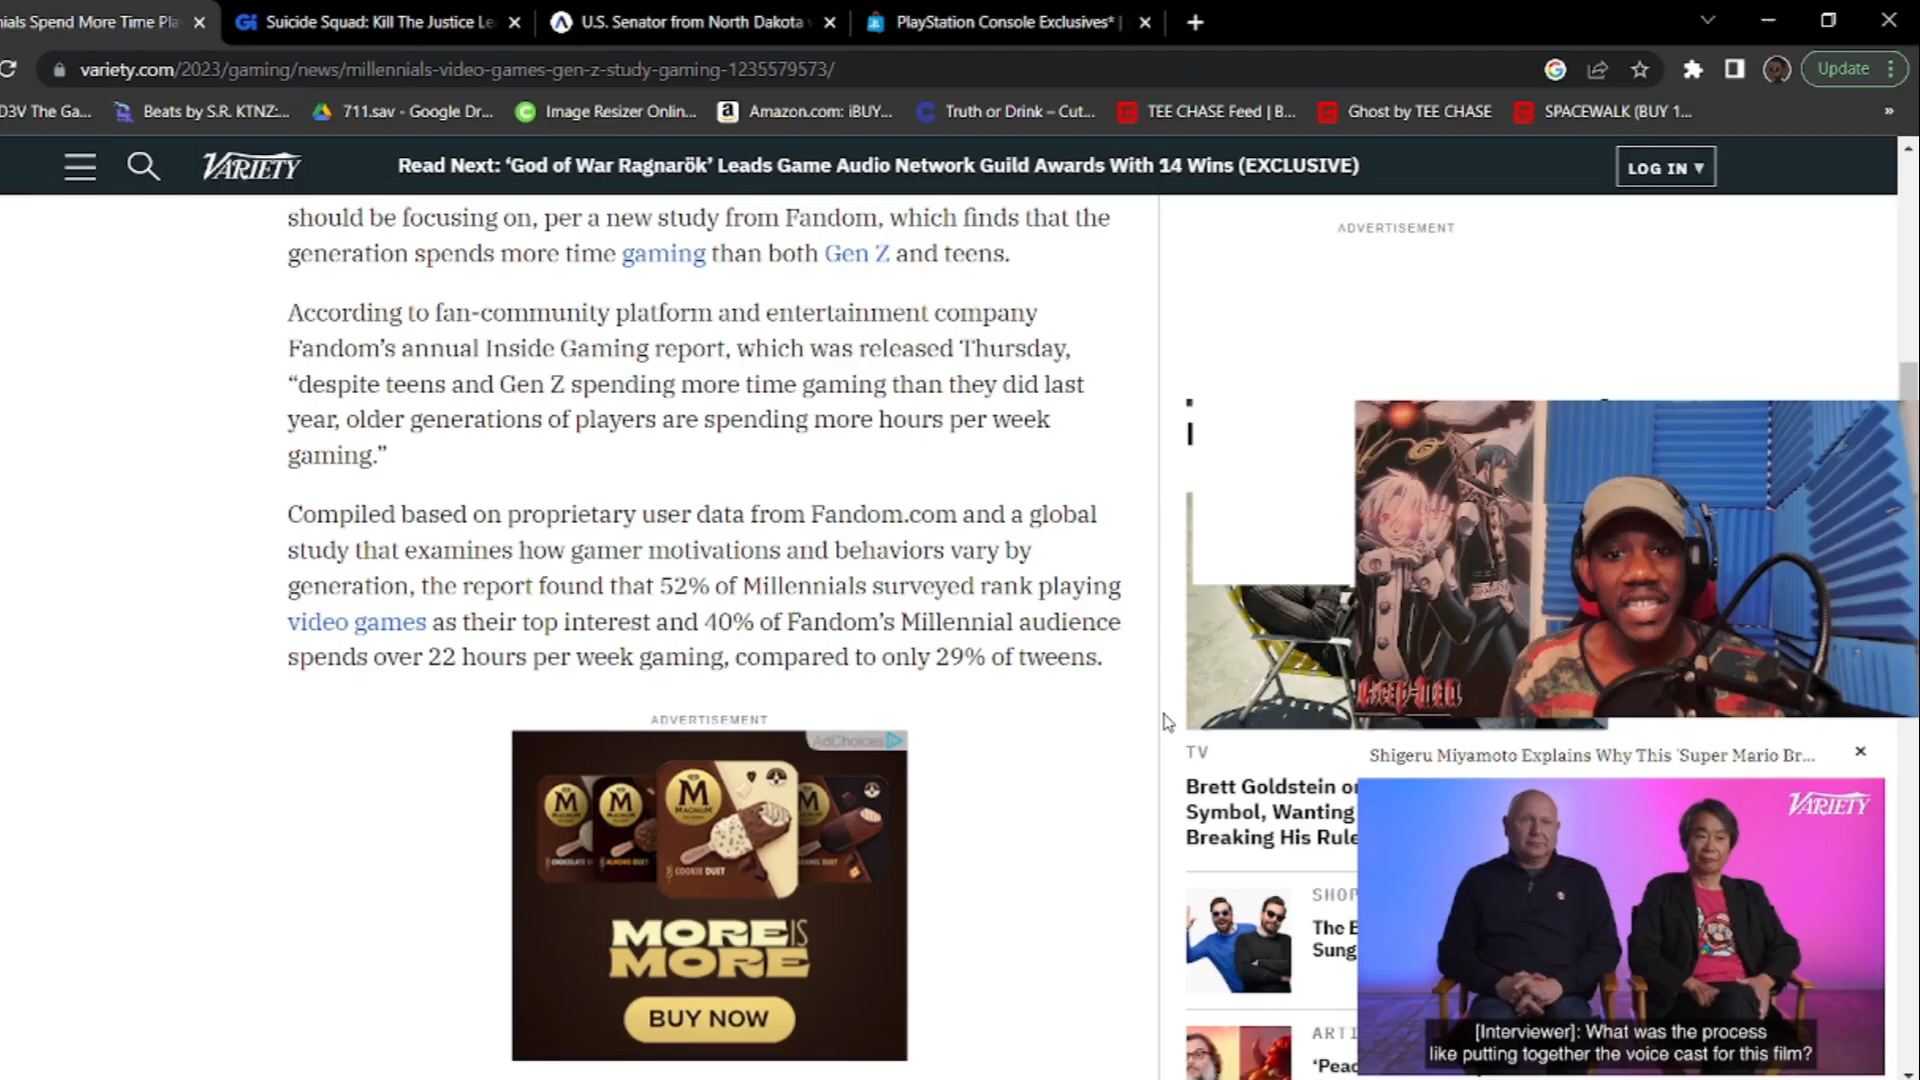 nials Spend More Time Pla
Suicide Squad: Kill The Justice Le
U.S. Senator from North Dakota
PlayStation Console Exclusives* |
variety.com/2023/gaming/news/millennials-video-games-gen-z-study-gaming-1235579573/
Update
D3V The Ga...
Beats by S.R. KTNZ:...
711.sav - Google Dr...
Image Resizer Onlin...
Amazon.com: iBUY...
Truth or Drink – Cut...
TEE CHASE Feed | B...
Ghost by TEE CHASE
SPACEWALK (BUY 1...
VARIETY
Read Next: ‘God of War Ragnarök’ Leads Game Audio Network Guild Awards With 14 Wins (EXCLUSIVE)
LOG IN
should be focusing on, per a new study from Fandom, which finds that the
generation spends more time gaming than both Gen Z and teens.
According to fan-community platform and entertainment company
Fandom’s annual Inside Gaming report, which was released Thursday,
“despite teens and Gen Z spending more time gaming than they did last
year, older generations of players are spending more hours per week
gaming.”
Compiled based on proprietary user data from Fandom.com and a global
study that examines how gamer motivations and behaviors vary by
generation, the report found that 52% of Millennials surveyed rank playing
video games as their top interest and 40% of Fandom’s Millennial audience
spends over 22 hours per week gaming, compared to only 29% of tweens.
ADVERTISEMENT
AdChoices
MAGNUM
COOKIE DUET
ALMOND DUET
MORE IS
MORE
BUY NOW
ADVERTISEMENT
TV
Brett Goldstein on
Symbol, Wanting
Breaking His Rule
SHOP
The E
Sung
ARTI
‘Peac
Shigeru Miyamoto Explains Why This 'Super Mario Br...
VARIETY
[Interviewer]: What was the process
like putting together the voice cast for this film?